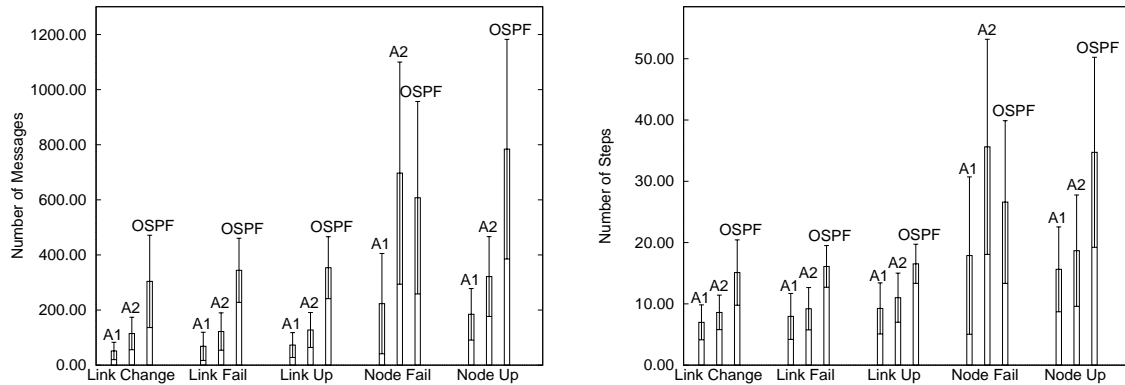 Number of Messages
1200.00
1000.00
800.00
600.00
400.00
200.00
0.00
A1
A2
OSPF
A1
A2
OSPF
A1
A2
OSPF
A1
A2
OSPF
A1
A2
OSPF
Link Change Link Fail Link Up Node Fail Node Up
Number of Steps
50.00
40.00
30.00
20.00
10.00
0.00
A1
A2
OSPF
A1
A2
OSPF
A1
A2
OSPF
A1
A2
OSPF
A1
A2
OSPF
Link Change Link Fail Link Up Node Fail Node Up